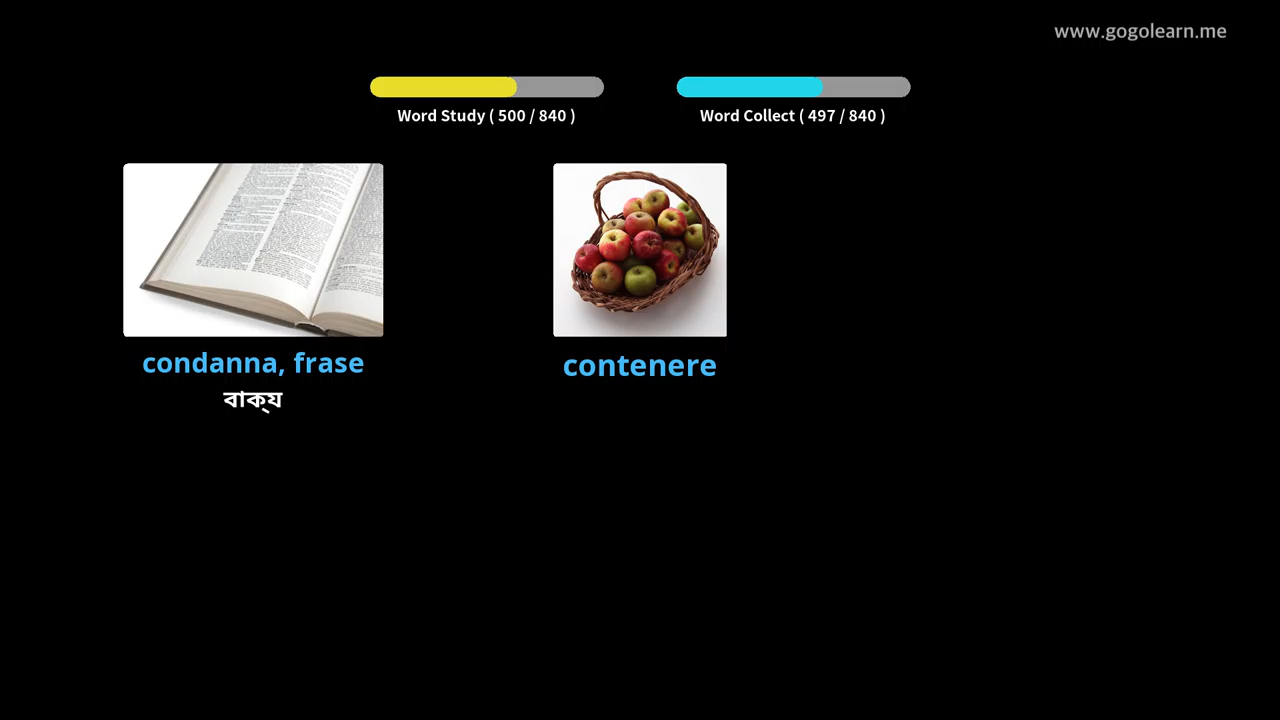 www.gogolearn.me
Word Study ( 500 / 840 )
Word Collect ( 497 / 840 )
condanna, frase
contenere
বাক্য